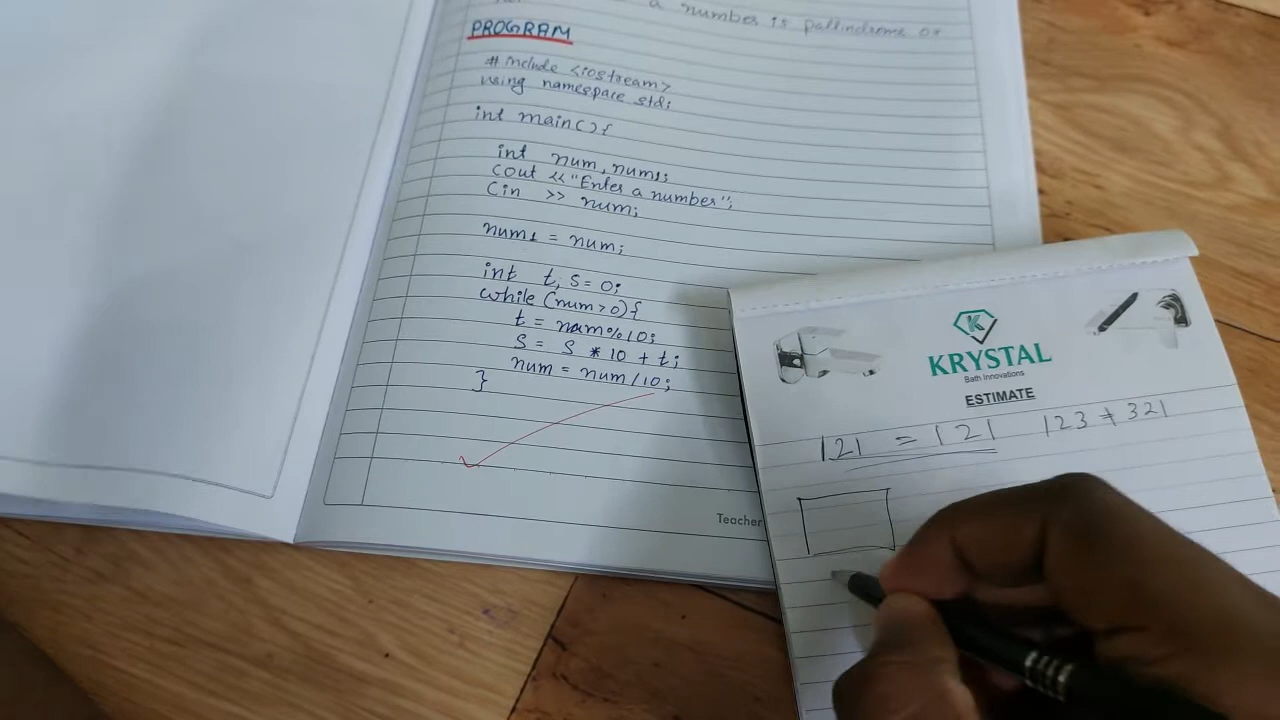 a number is pallindrome or
PROGRAM
# include <iostream>
using namespace std;
int main(){
int num, num1;
cout << "Enter a number";
Cin >> num;
num1 = num;
int t, s = 0;
while (num>0){
t = num%10;
s = s * 10 + t;
num = num/10;
}
Teacher
K
KRYSTAL
Bath Innovations
ESTIMATE
121 = 121 123 ≠ 321